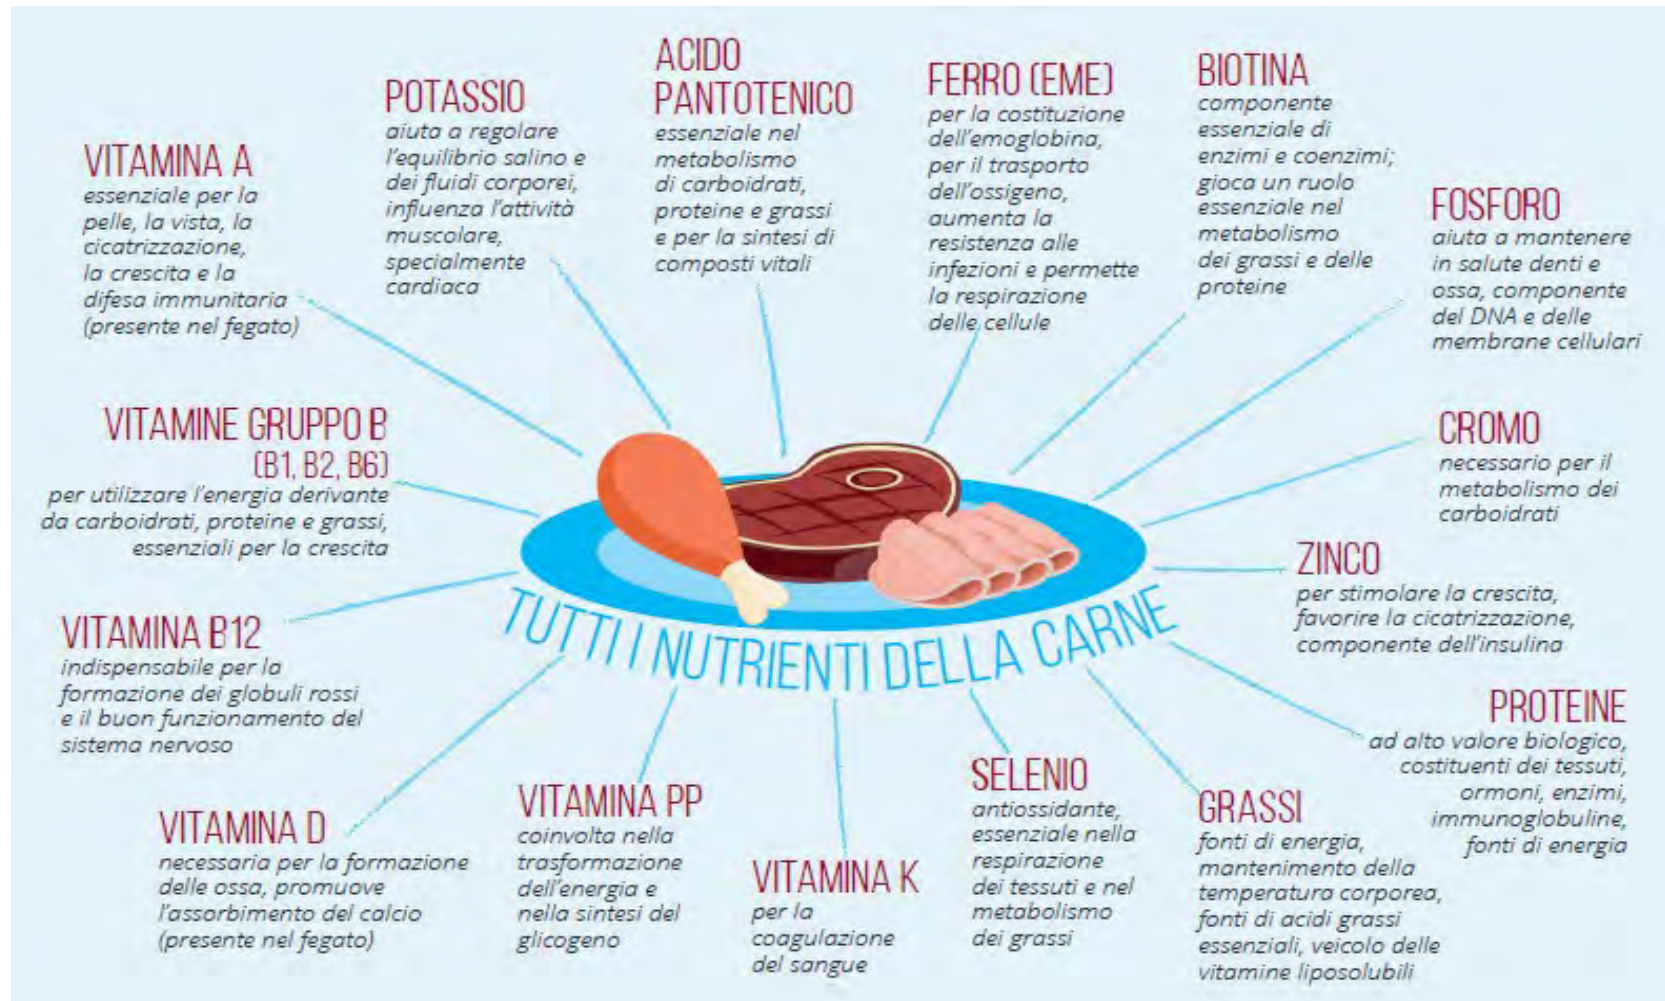 VITAMINA A
essenziale per la
pelle, la vista, la
cicatrizzazione,
la crescita e la
difesa immunitaria
(presente nel fegato)
POTASSIO
aiuta a regolare
l'equilibrio salino e
dei fluidi corporei,
influenza l'attività
muscolare,
specialmente
cardiaca
ACIDO
PANTOTENICO
essenziale nel
metabolismo
di carboidrati,
proteine e grassi
e per la sintesi di
composti vitali
FERRO (EME)
per la costituzione
dell'emoglobina,
per il trasporto
dell'ossigeno,
aumenta la
resistenza alle
infezioni e permette
la respirazione
delle cellule
BIOTINA
componente
essenziale di
enzimi e coenzimi;
gioca un ruolo
essenziale nel
metabolismo
dei grassi e delle
proteine
FOSFORO
aiuta a mantenere
in salute denti e
ossa, componente
del DNA e delle
membrane cellulari
VITAMINE GRUPPO B
(B1, B2, B6)
per utilizzare l'energia derivante
da carboidrati, proteine e grassi,
essenziali per la crescita
CROMO
necessario per il
metabolismo dei
carboidrati
ZINCO
per stimolare la crescita,
favorire la cicatrizzazione,
componente dell'insulina
TUTTI I NUTRIENTI DELLA CARNE
VITAMINA B12
indispensabile per la
formazione dei globuli rossi
e il buon funzionamento del
sistema nervoso
PROTEINE
ad alto valore biologico,
costituenti dei tessuti,
ormoni, enzimi,
immunoglobuline,
fonti di energia
VITAMINA D
necessaria per la formazione
delle ossa, promuove
l'assorbimento del calcio
(presente nel fegato)
VITAMINA PP
coinvolta nella
trasformazione
dell'energia e
nella sintesi del
glicogeno
VITAMINA K
per la
coagulazione
del sangue
SELENIO
antiossidante,
essenziale nella
respirazione
dei tessuti e nel
metabolismo
dei grassi
GRASSI
fonti di energia,
mantenimento della
temperatura corporea,
fonti di acidi grassi
essenziali, veicolo delle
vitamine liposolubili